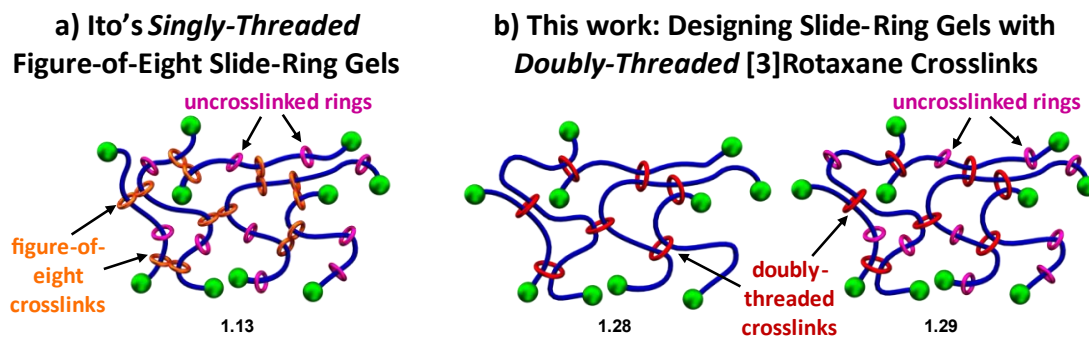 a) Ito's Singly-Threaded
Figure-of-Eight Slide-Ring Gels
uncrosslinked rings
figure-of-
eight
crosslinks
1.13
b) This work: Designing Slide-Ring Gels with
Doubly-Threaded [3]Rotaxane Crosslinks
uncrosslinked rings
doubly-
threaded
crosslinks
1.28
1.29